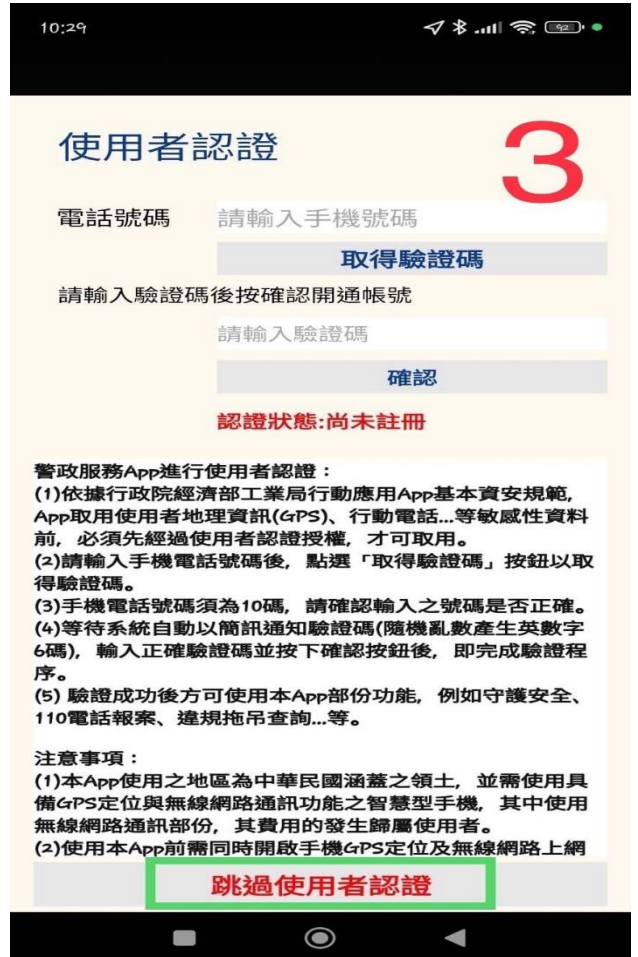 10:29
92
使用者認證
3
電話號碼
請輸入手機號碼
取得驗證碼
請輸入驗證碼後按確認開通帳號
請輸入驗證碼
確認
認證狀態:尚未註冊
警政服務App進行使用者認證：
(1)依據行政院經濟部工業局行動應用App基本資安規範,
App取用使用者地理資訊(GPS)、行動電話...等敏感性資料
前，必須先經過使用者認證授權，才可取用。
(2)請輸入手機電話號碼後，點選「取得驗證碼」按鈕以取
得驗證碼。
(3)手機電話號碼須為10碼，請確認輸入之號碼是否正確。
(4)等待系統自動以簡訊通知驗證碼(隨機亂數產生英數字
6碼)，輸入正確驗證碼並按下確認按鈕後，即完成驗證程
序。
(5) 驗證成功後方可使用本App部份功能，例如守護安全、
110電話報案、違規拖吊查詢...等。
注意事項：
(1)本App使用之地區為中華民國涵蓋之領土，並需使用具
備GPS定位與無線網路通訊功能之智慧型手機，其中使用
無線網路通訊部份，其費用的發生歸屬使用者。
(2)使用本App前需同時開啟手機GPS定位及無線網路上網
跳過使用者認證